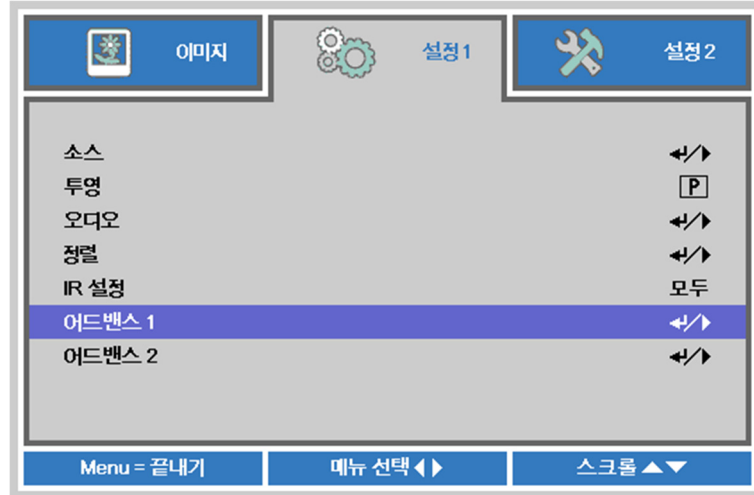 이미지 설정1 설정2
소스 ↵/▶
투영 P
오디오 ↵/▶
정렬 ↵/▶
IR 설정 모두
어드밴스 1 ↵/▶
어드밴스 2 ↵/▶
Menu = 끝내기 메뉴 선택 ◀▶ 스크롤 ▲▼